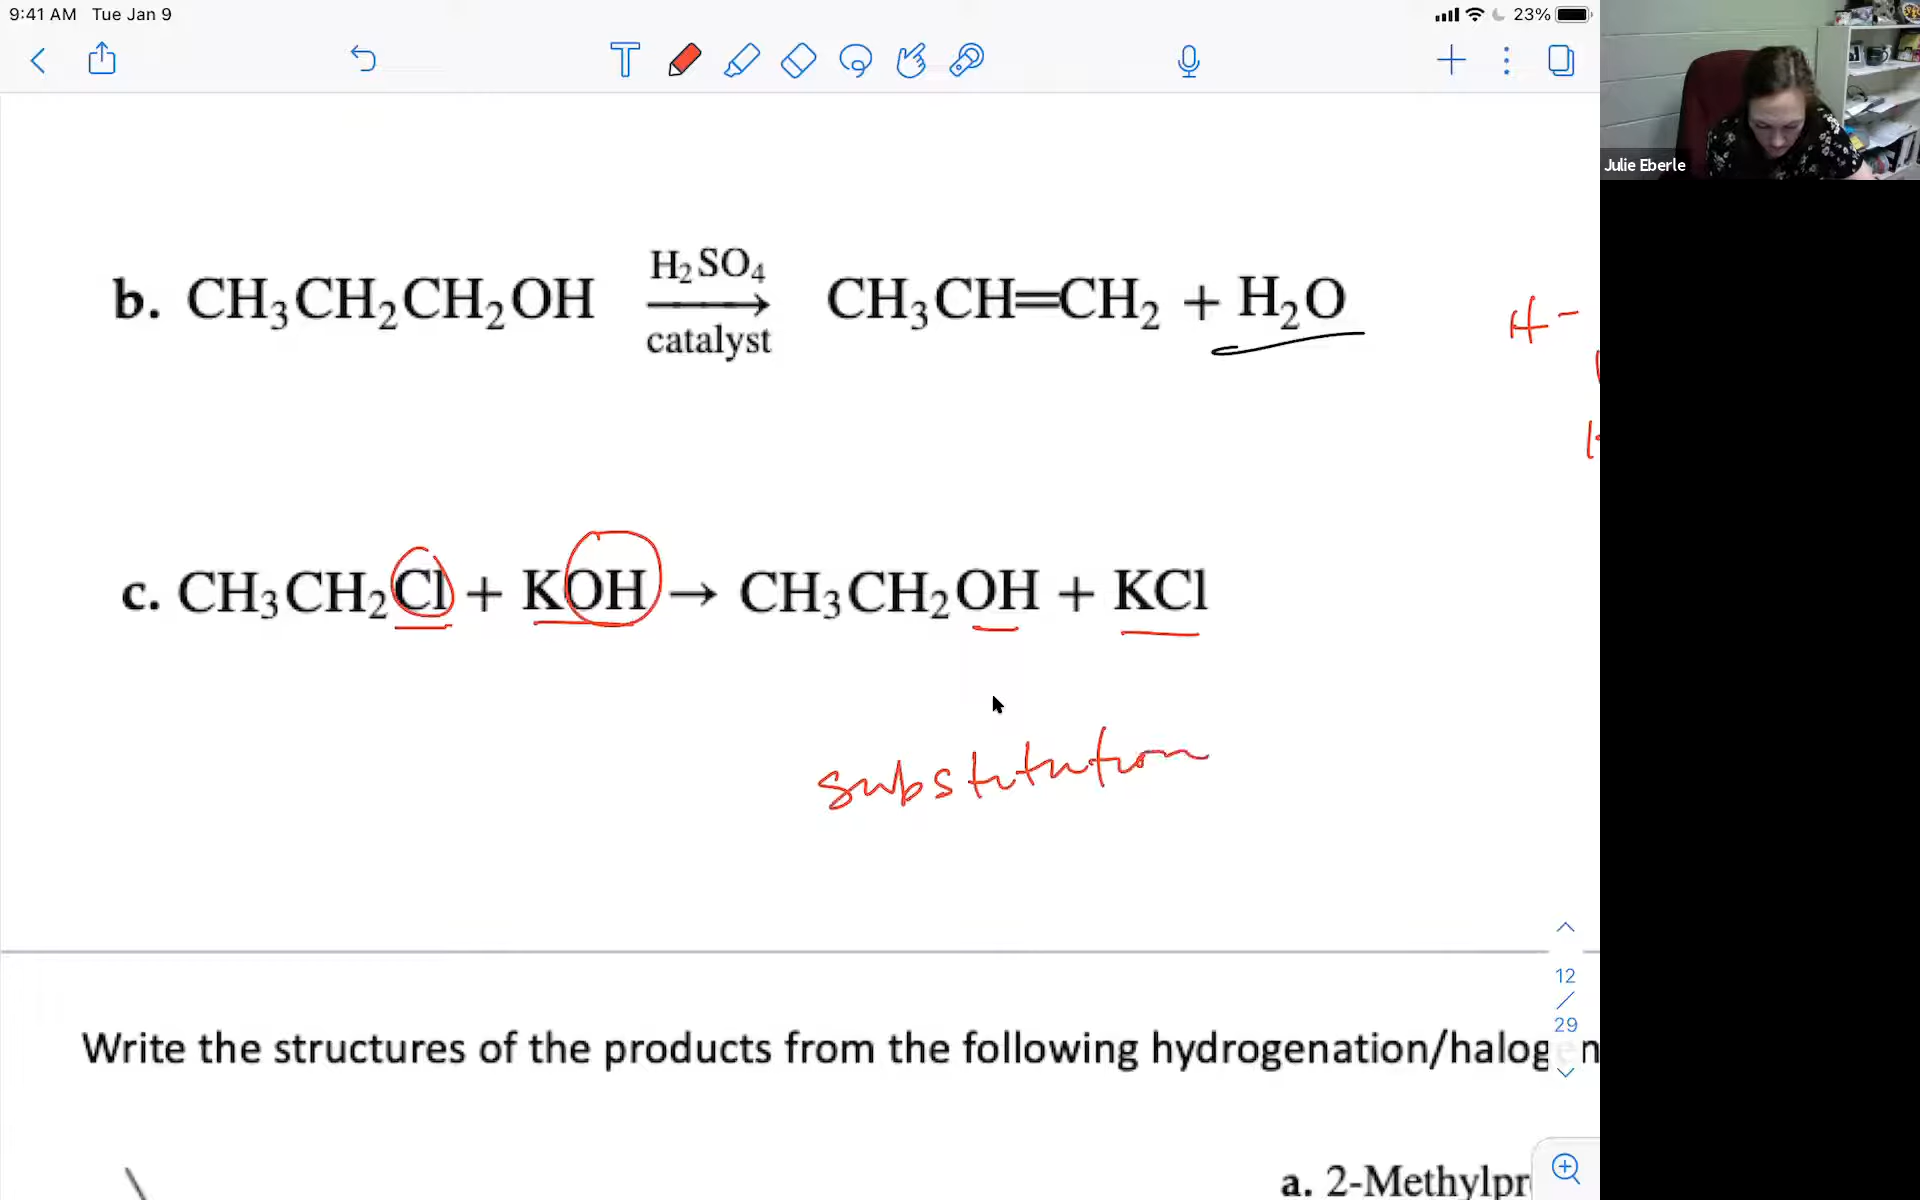 9:41 AM Tue Jan 9
23%
Julie Eberle
b. CH₃CH₂CH₂OH H₂SO₄ catalyst CH₃CH=CH₂ + H₂O
H-
c. CH₃CH₂Cl + KOH → CH₃CH₂OH + KCl
substitution
12
/
29
Write the structures of the products from the following hydrogenation/halog
a. 2-Methylpr